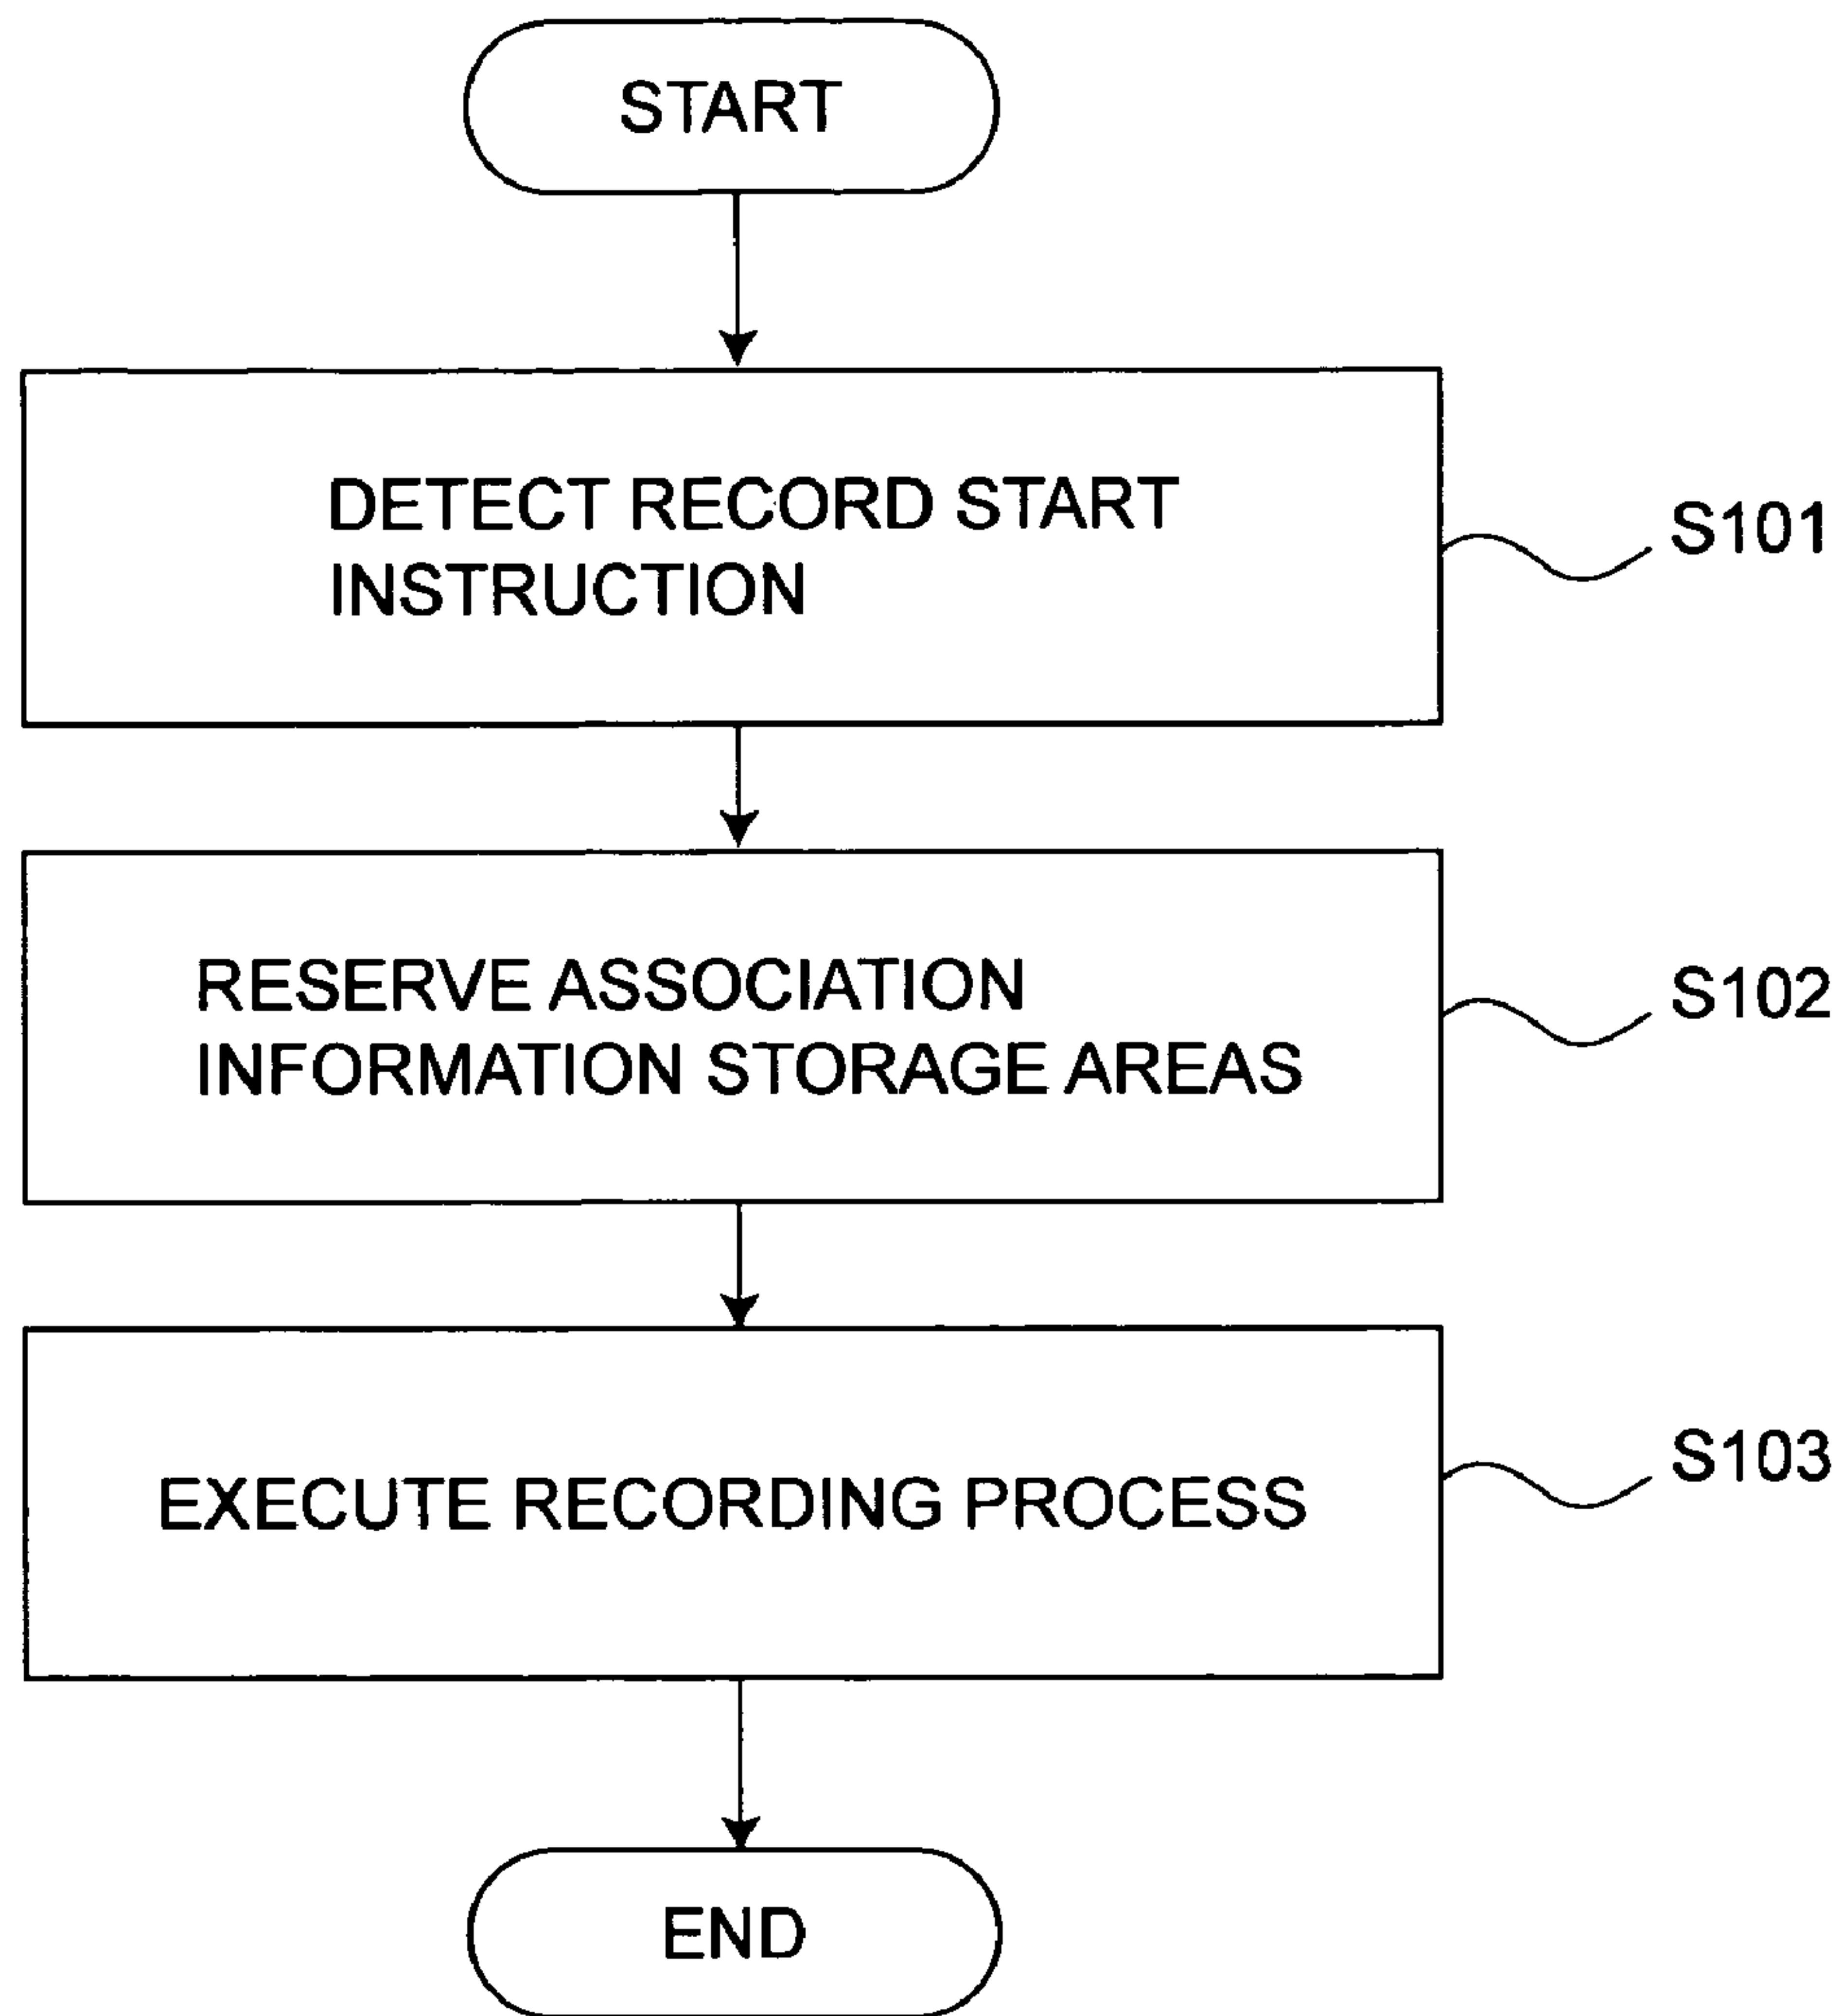 START
DETECT RECORD START
INSTRUCTION
S101
RESERVE ASSOCIATION
INFORMATION STORAGE AREAS
S102
EXECUTE RECORDING PROCESS
S103
END